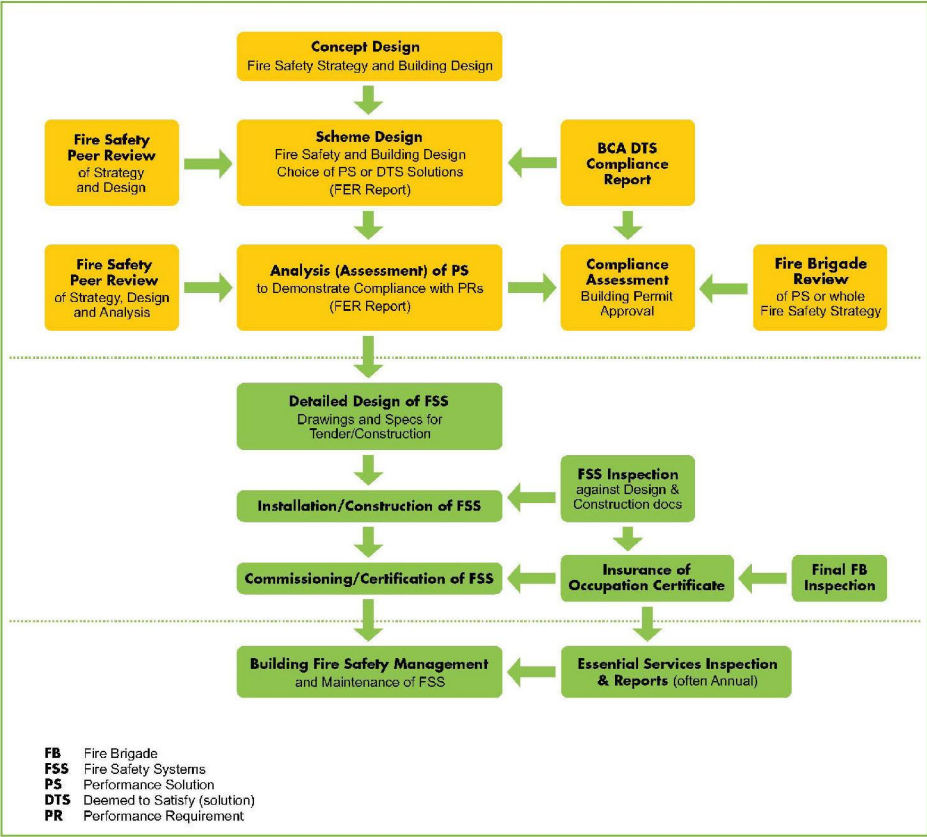 Concept Design
Fire Safety Strategy and Building Design
Fire Safety
Peer Review
of Strategy
and Design
Scheme Design
Fire Safety and Building Design
Choice of PS or DTS Solutions
(FER Report)
BCA DTS
Compliance
Report
Fire Safety
Peer Review
of Strategy, Design
and Analysis
Analysis (Assessment) of PS
to Demonstrate Compliance with PRs
(FER Report)
Compliance
Assessment
Building Permit
Approval
Fire Brigade
Review
of PS or whole
Fire Safety Strategy
Detailed Design of FSS
Drawings and Specs for
Tender/Construction
Installation/Construction of FSS
FSS Inspection
against Design &
Construction docs
Commissioning/Certification of FSS
Insurance of
Occupation Certificate
Final FB
Inspection
Building Fire Safety Management
and Maintenance of FSS
Essential Services Inspection
& Reports (often Annual)
FB Fire Brigade
FSS Fire Safety Systems
PS Performance Solution
DTS Deemed to Satisfy (solution)
PR Performance Requirement